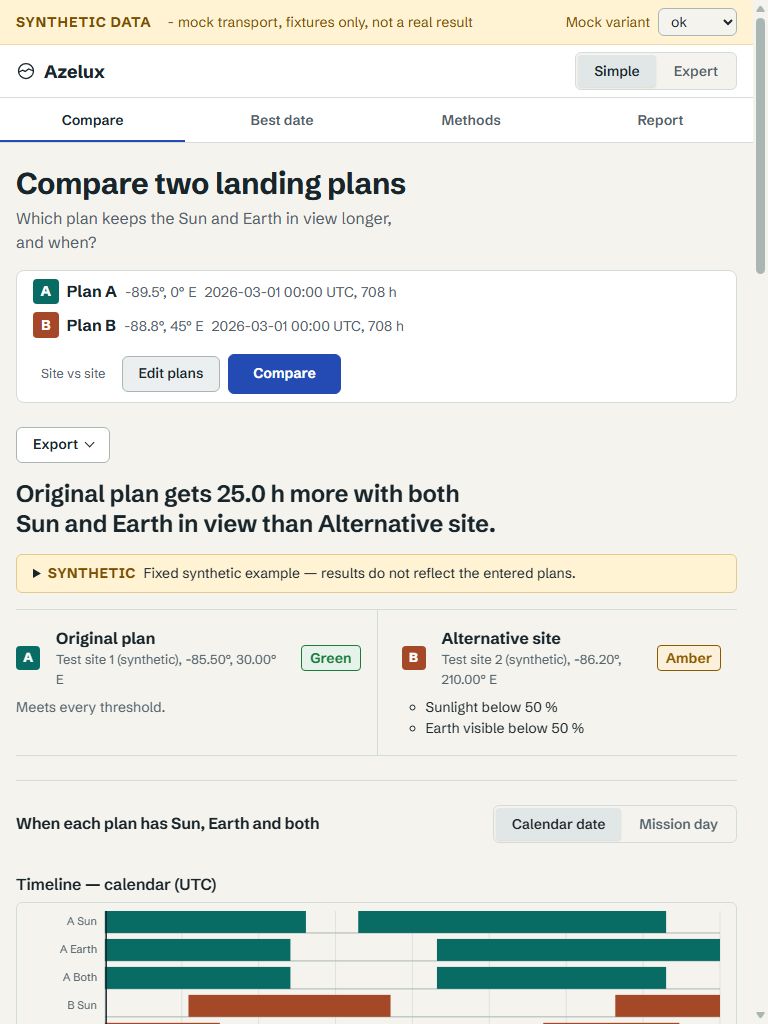 SYNTHETIC DATA - mock transport, fixtures only, not a real result Mock variant ok
Azelux Simple Expert
Compare Best date Methods Report
Compare two landing plans
Which plan keeps the Sun and Earth in view longer,
and when?
A Plan A -89.5°, 0° E 2026-03-01 00:00 UTC, 708 h
B Plan B -88.8°, 45° E 2026-03-01 00:00 UTC, 708 h
Site vs site Edit plans Compare
Export
Original plan gets 25.0 h more with both
Sun and Earth in view than Alternative site.
SYNTHETIC Fixed synthetic example — results do not reflect the entered plans.
A Original plan
Test site 1 (synthetic), -85.50°, 30.00°
E
Green
Meets every threshold.
B Alternative site
Test site 2 (synthetic), -86.20°,
210.00° E
Amber
Sunlight below 50 %
Earth visible below 50 %
When each plan has Sun, Earth and both Calendar date Mission day
Timeline — calendar (UTC)
A Sun
A Earth
A Both
B Sun